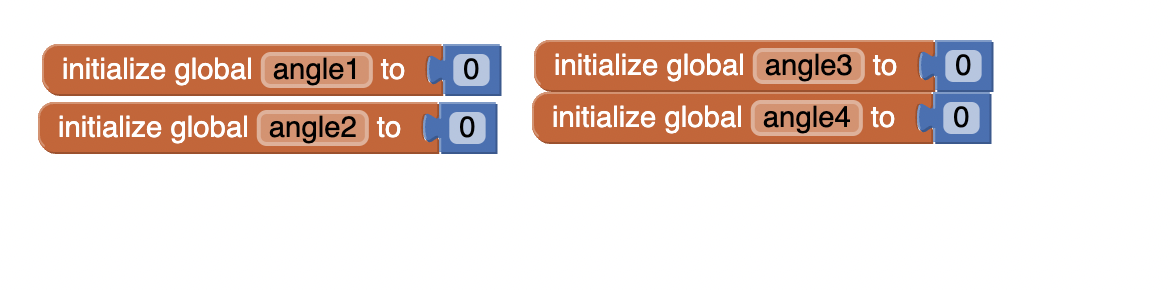 initialize global angle1 to 0
initialize global angle2 to 0
initialize global angle3 to 0
initialize global angle4 to 0